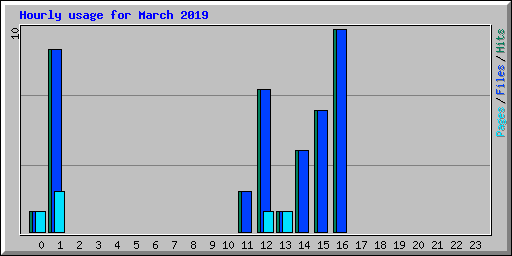 Hourly usage for March 2019
10
Pages/Files/Hits
0 1 2 3 4 5 6 7 8 9 10 11 12 13 14 15 16 17 18 19 20 21 22 23